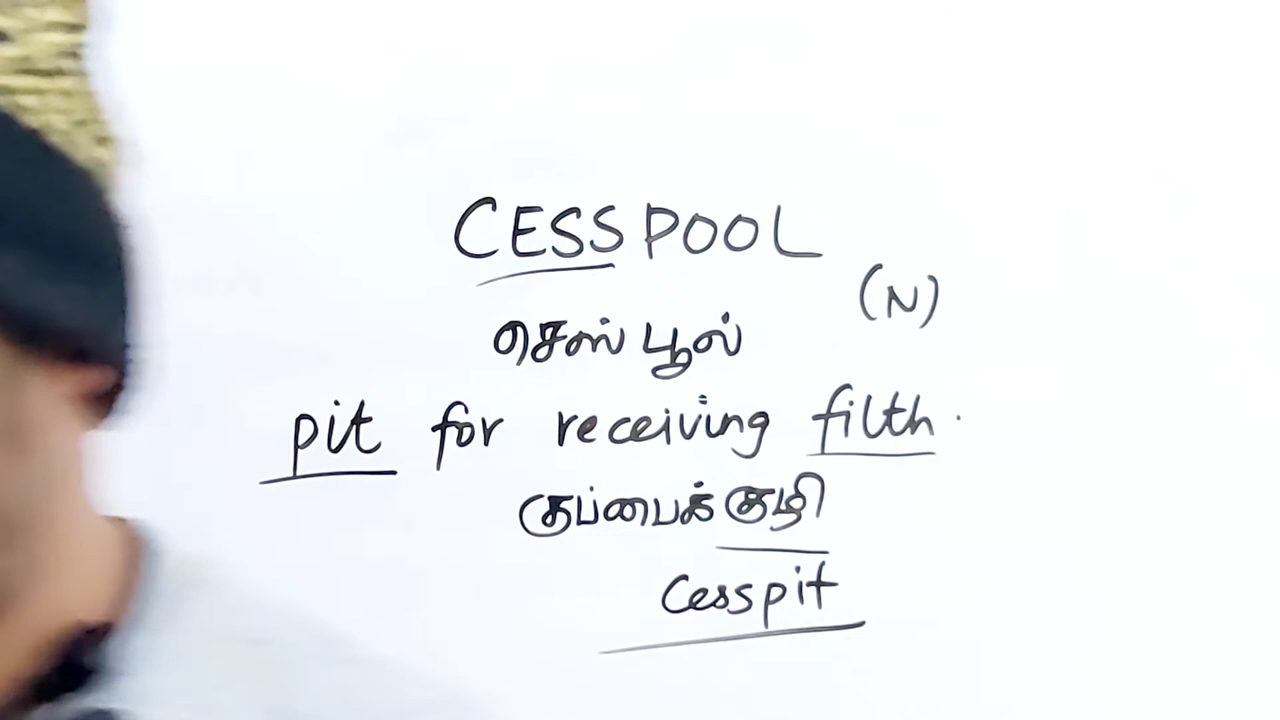 CESSPOOL
(N)
செஸ் பூல்
pit for receiving filth.
குப்பைக் குழி
Cesspit